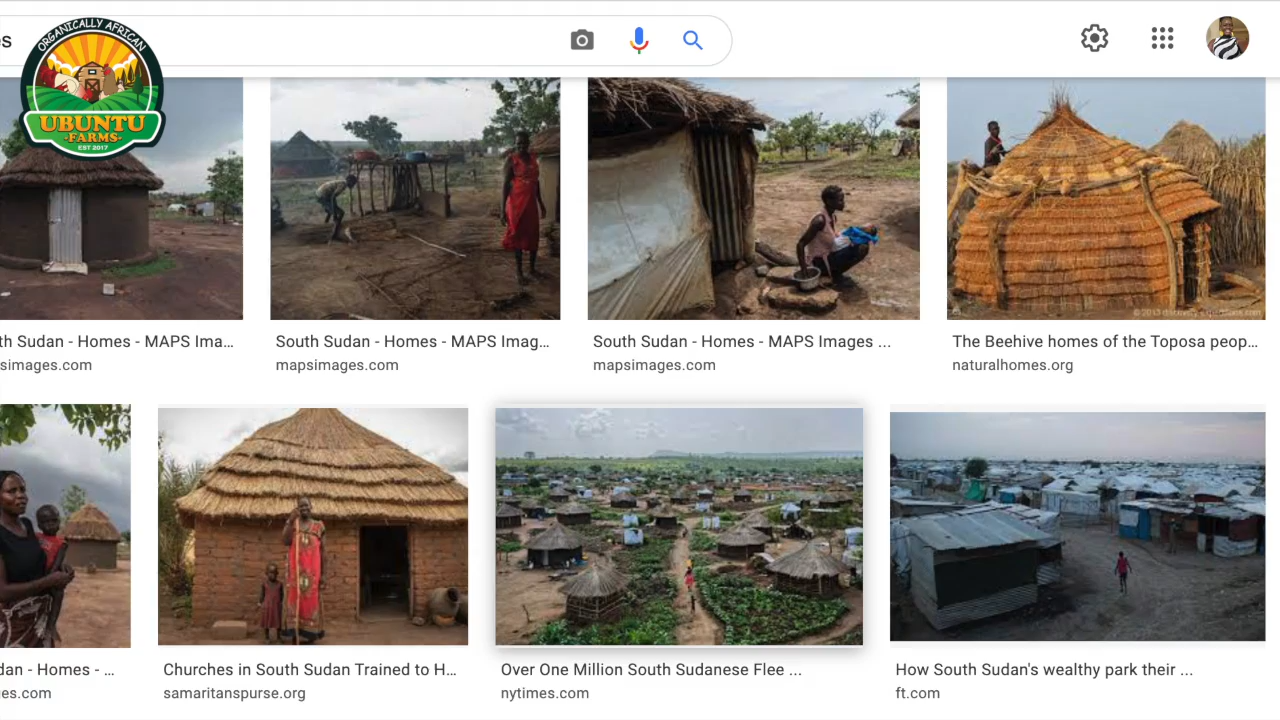 s
ORGANICALLY AFRICAN
UBUNTU
FARMS
EST 2017
th Sudan - Homes - MAPS Ima...
simages.com
South Sudan - Homes - MAPS Imag...
mapsimages.com
South Sudan - Homes - MAPS Images ...
mapsimages.com
The Beehive homes of the Toposa peop...
naturalhomes.org
dan - Homes - ...
es.com
Churches in South Sudan Trained to H...
samaritanspurse.org
Over One Million South Sudanese Flee ...
nytimes.com
How South Sudan's wealthy park their ...
ft.com